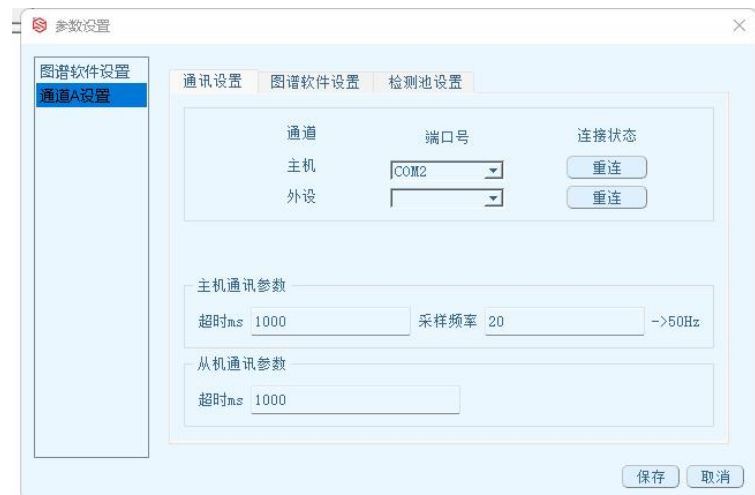 参数设置
图谱软件设置
通道A设置
通讯设置 图谱软件设置 检测池设置
通道 端口号 连接状态
主机 COM2 重连
外设 重连
主机通讯参数
超时ms 1000 采样频率 20 ->50Hz
从机通讯参数
超时ms 1000
保存 取消